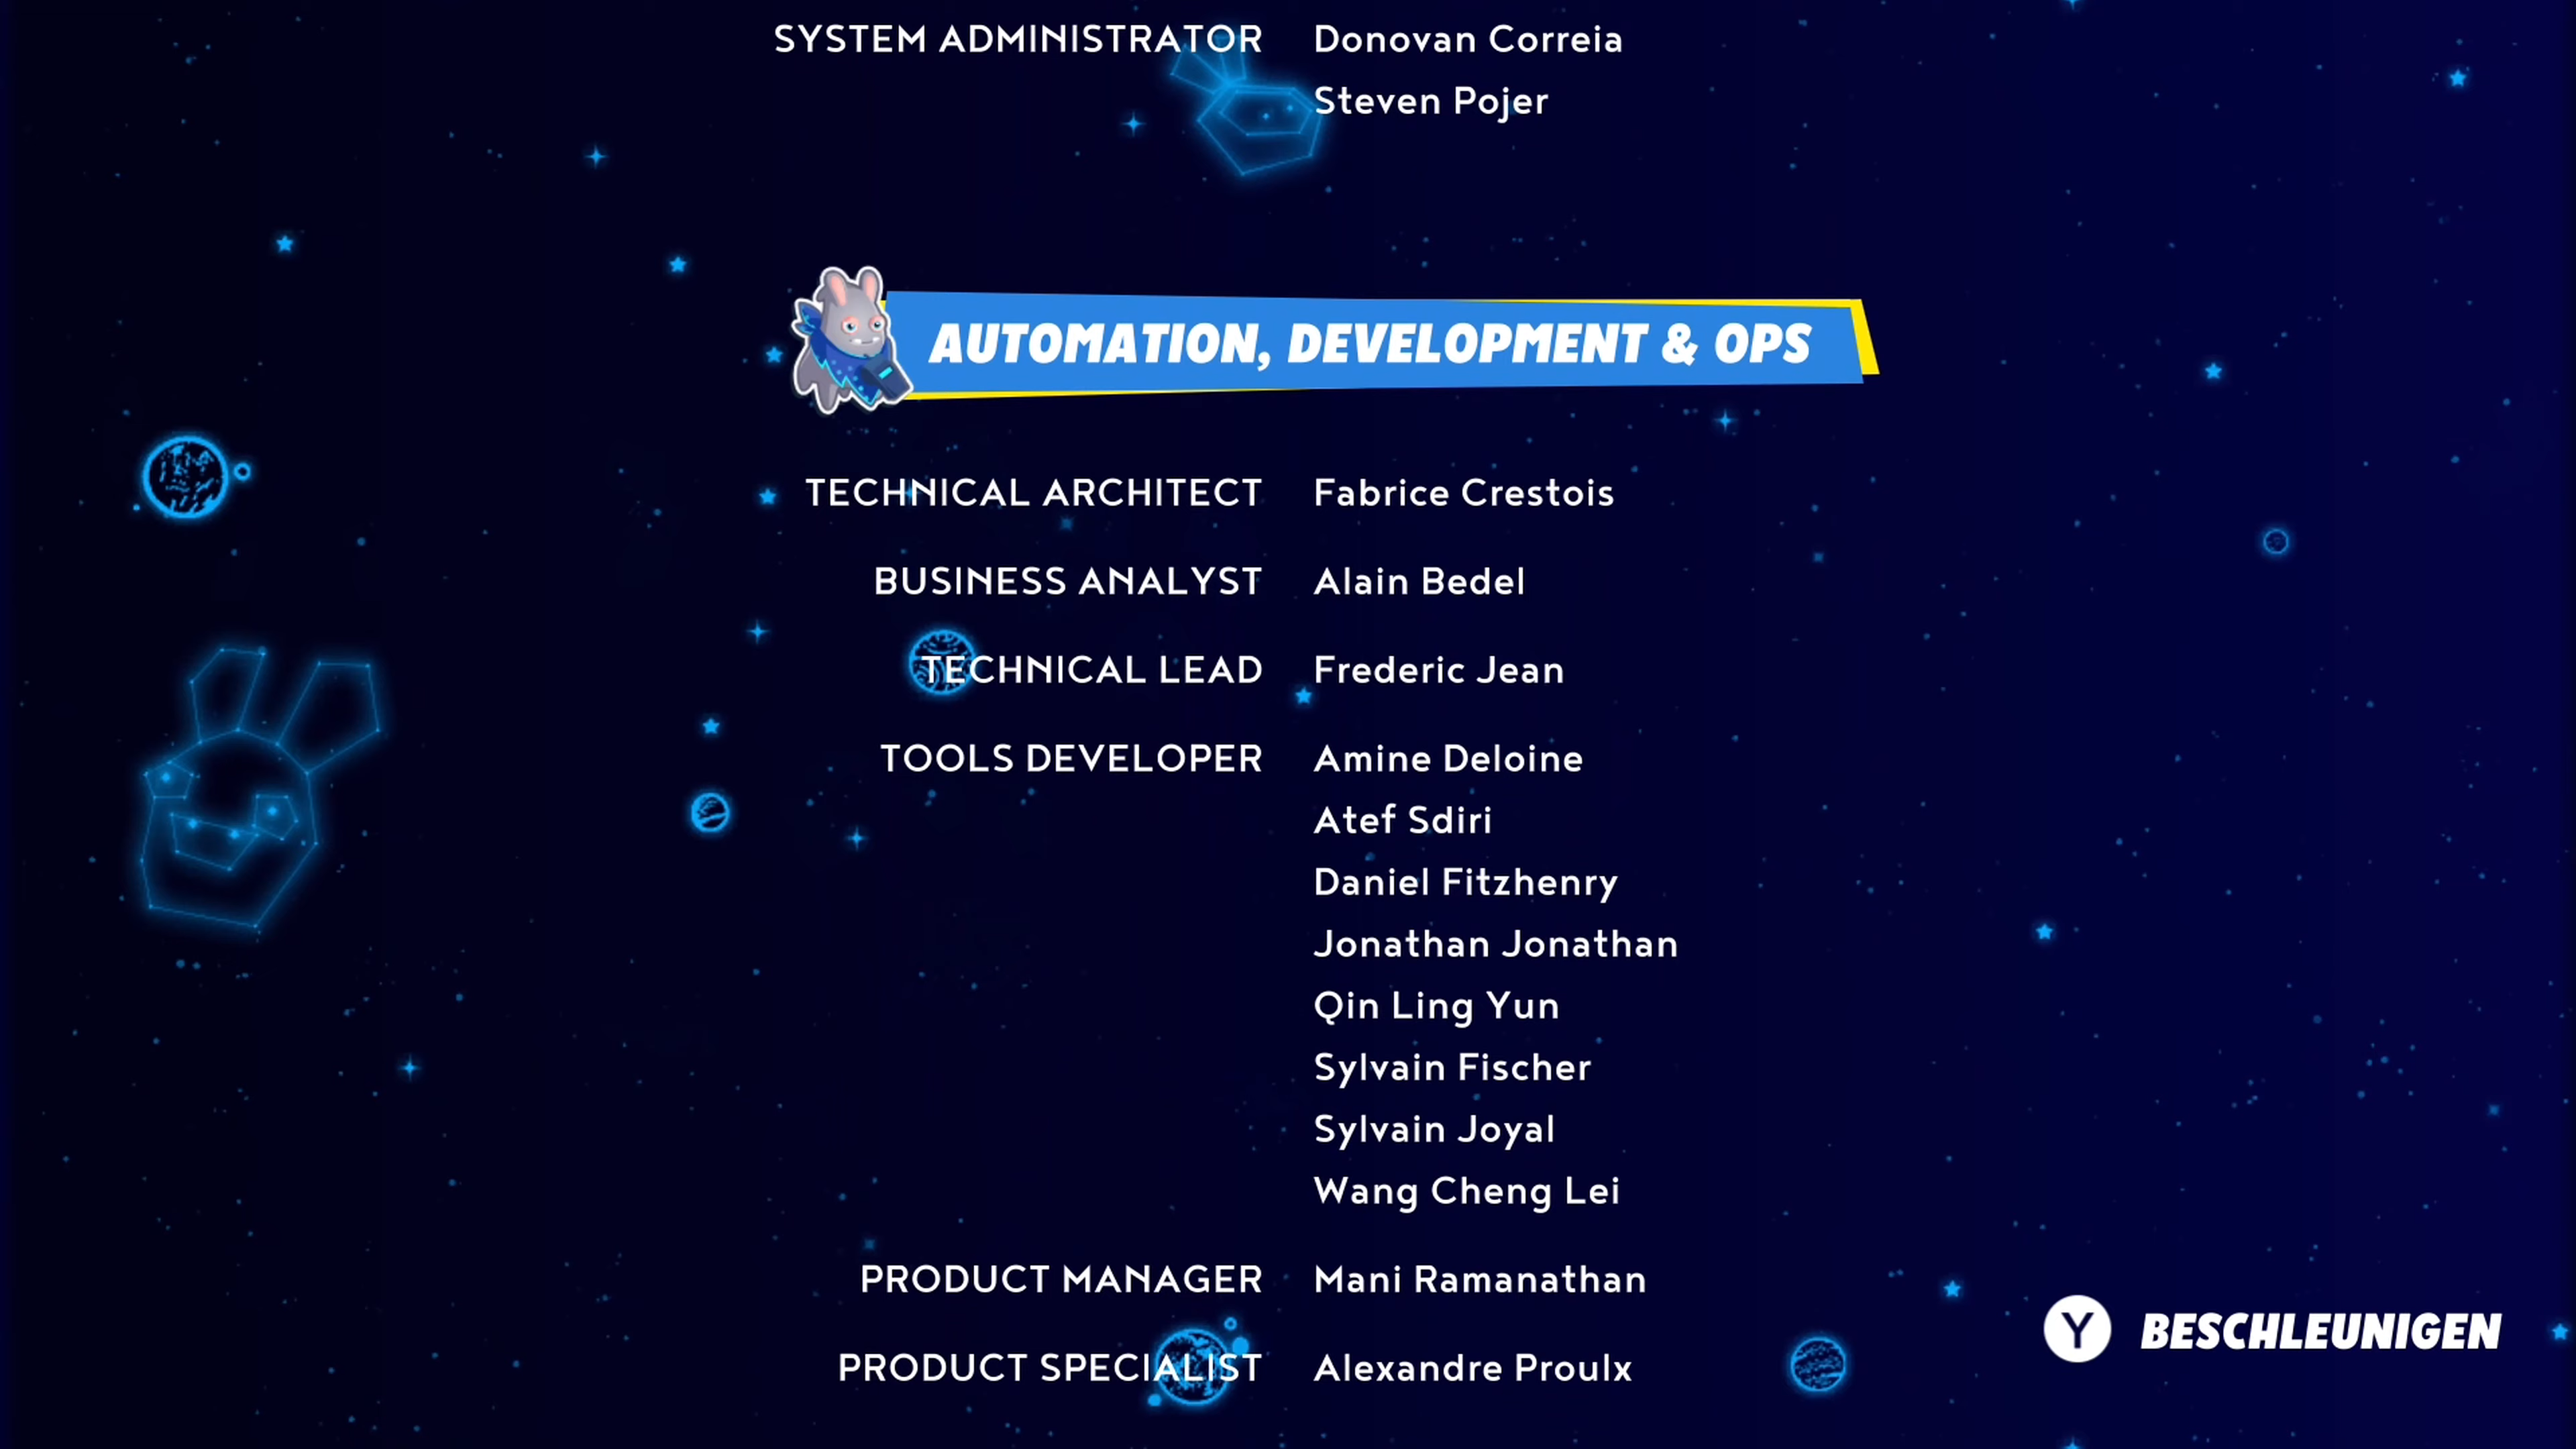 SYSTEM ADMINISTRATOR Donovan Correia
Steven Pojer
AUTOMATION, DEVELOPMENT & OPS
TECHNICAL ARCHITECT Fabrice Crestois
BUSINESS ANALYST Alain Bedel
TECHNICAL LEAD Frederic Jean
TOOLS DEVELOPER Amine Deloine
Atef Sdiri
Daniel Fitzhenry
Jonathan Jonathan
Qin Ling Yun
Sylvain Fischer
Sylvain Joyal
Wang Cheng Lei
PRODUCT MANAGER Mani Ramanathan
PRODUCT SPECIALIST Alexandre Proulx
Y BESCHLEUNIGEN